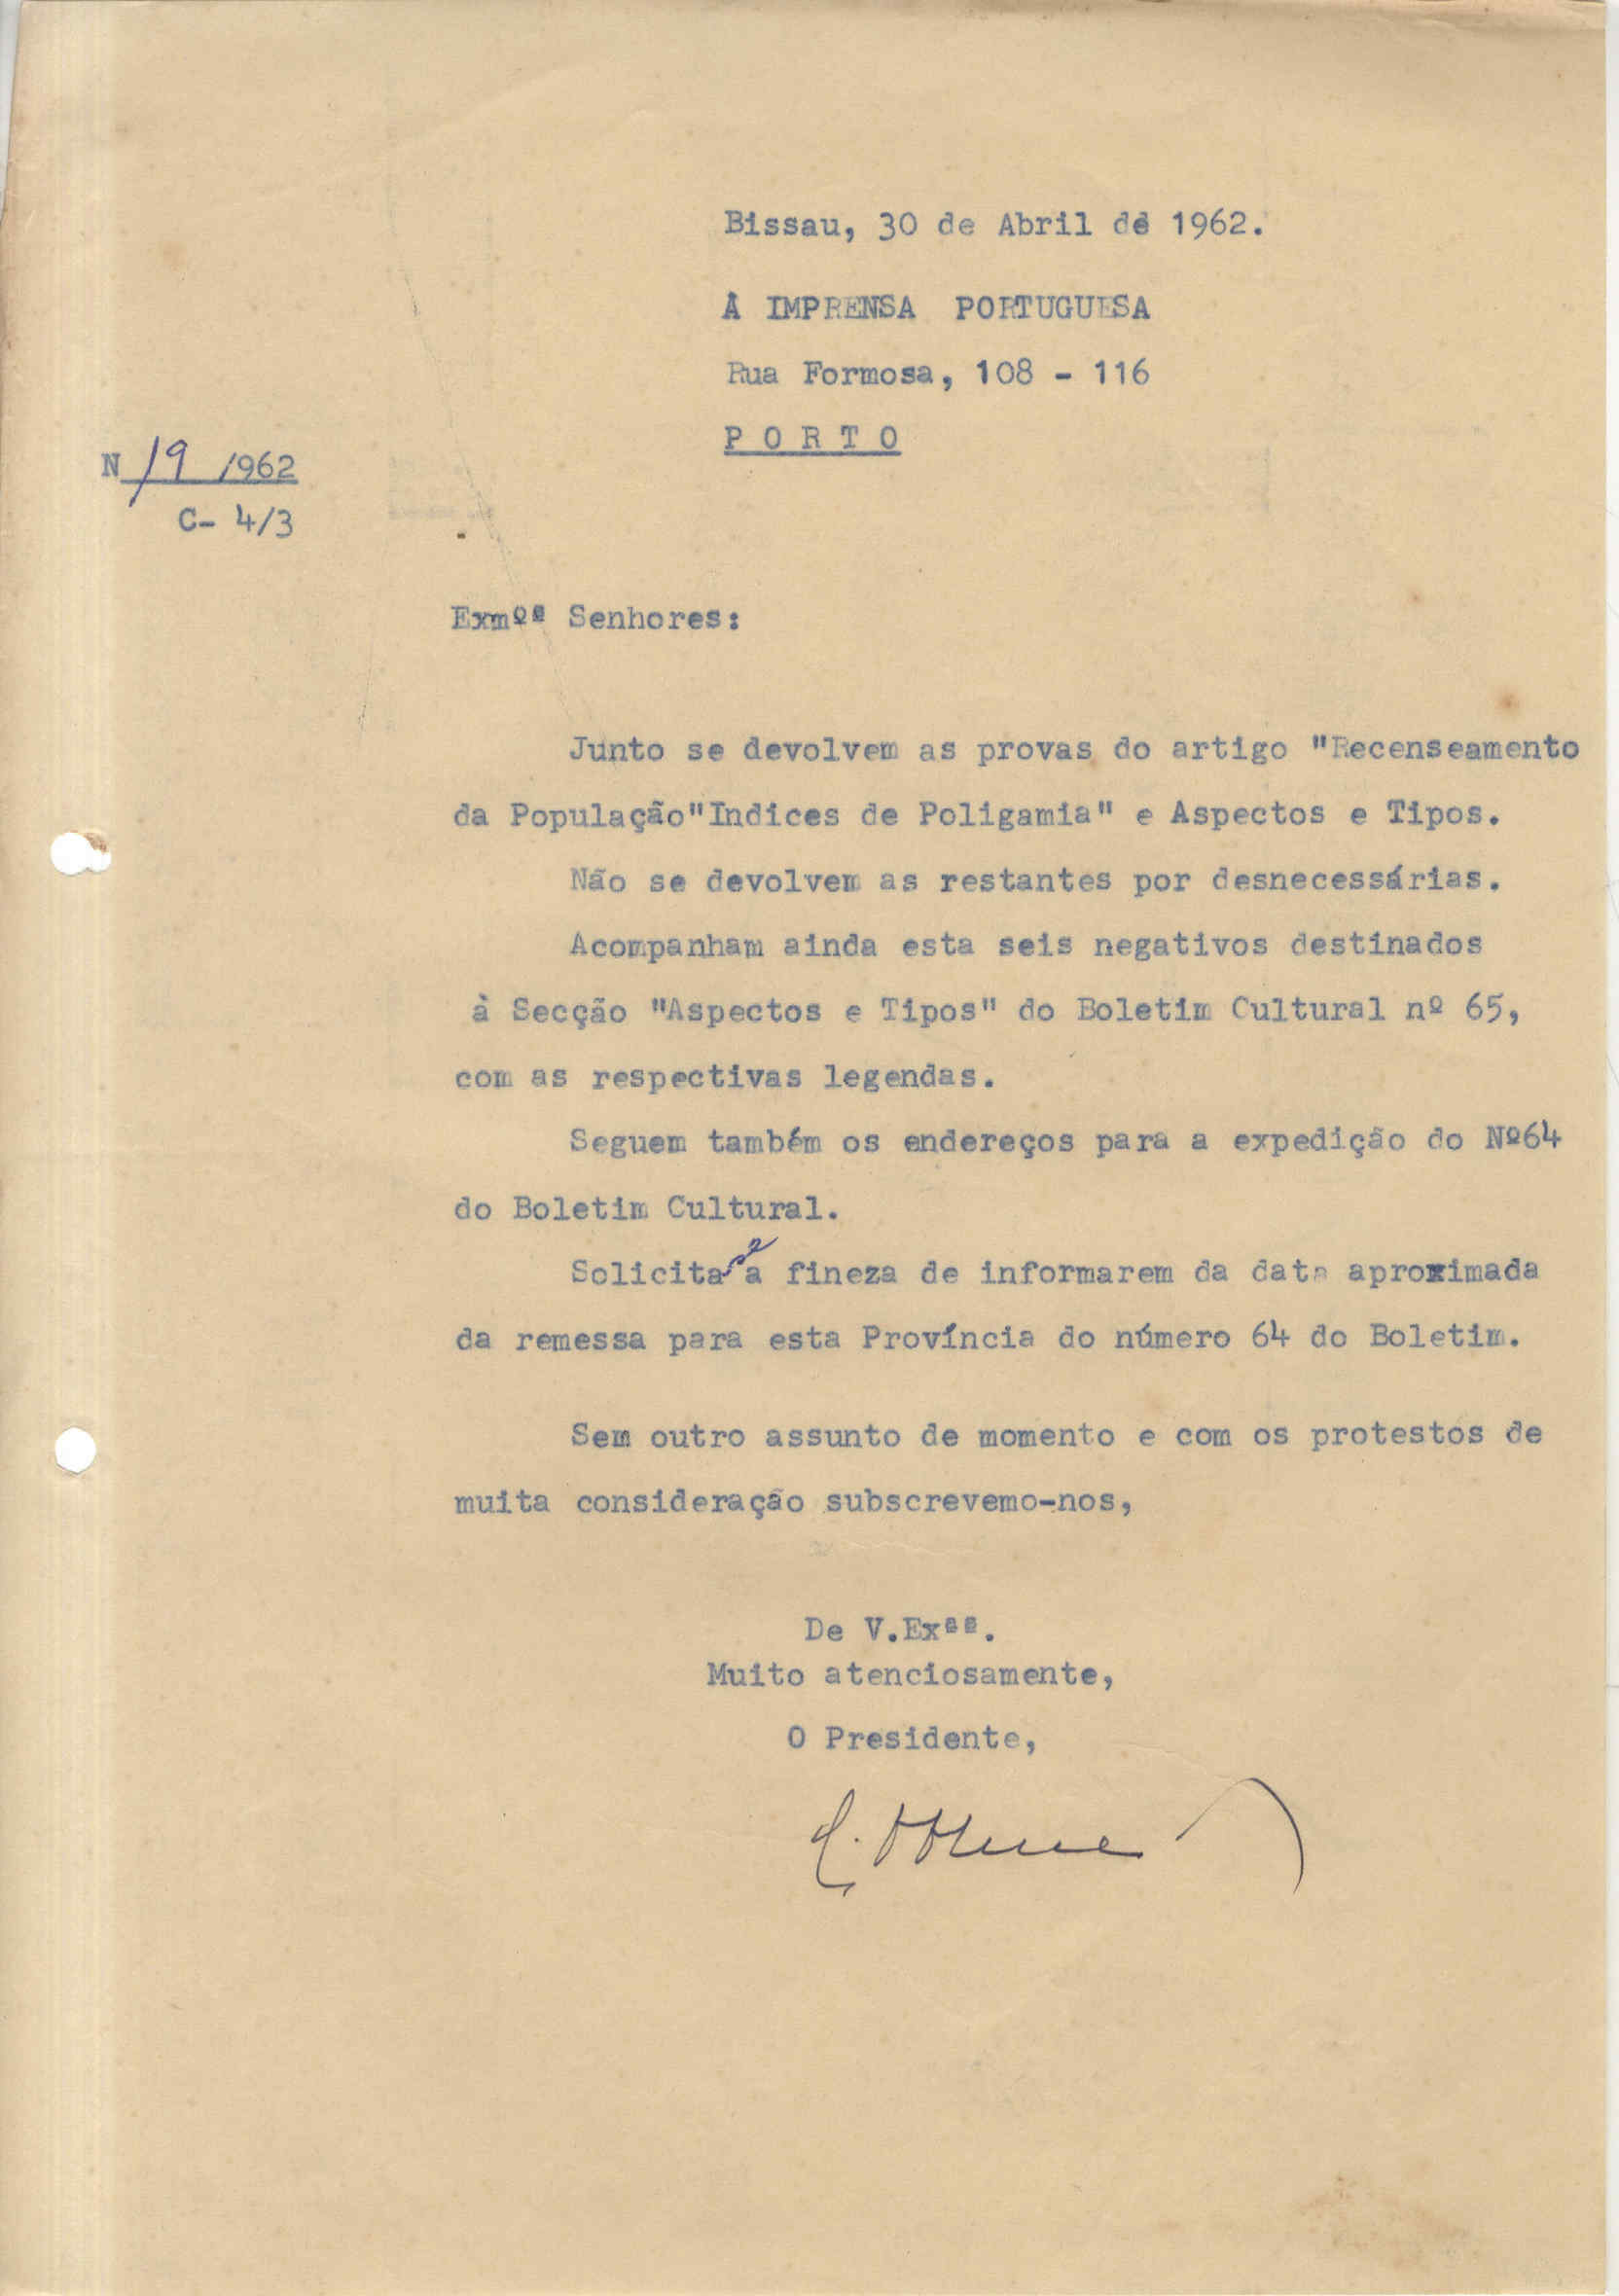 Bissau, 30 de Abril de 1962.
À IMPRENSA PORTUGUESA
Rua Formosa, 108 - 116
P O R T O
N 19 /1962
C- 4/3
Exmºˢ Senhores:
Junto se devolvem as provas do artigo "Recenseamento
da População"Indices de Poligamia" e Aspectos e Tipos.
Não se devolvem as restantes por desnecessárias.
Acompanham ainda esta seis negativos destinados
à Secção "Aspectos e Tipos" do Boletim Cultural nº 65,
com as respectivas legendas.
Seguem também os endereços para a expedição do Nº64
do Boletim Cultural.
Solicita a fineza de informarem da data aproximada
da remessa para esta Província do número 64 do Boletim.
Sem outro assunto de momento e com os protestos de
muita consideração subscrevemo-nos,
De V.Exªˢ.
Muito atenciosamente,
O Presidente,